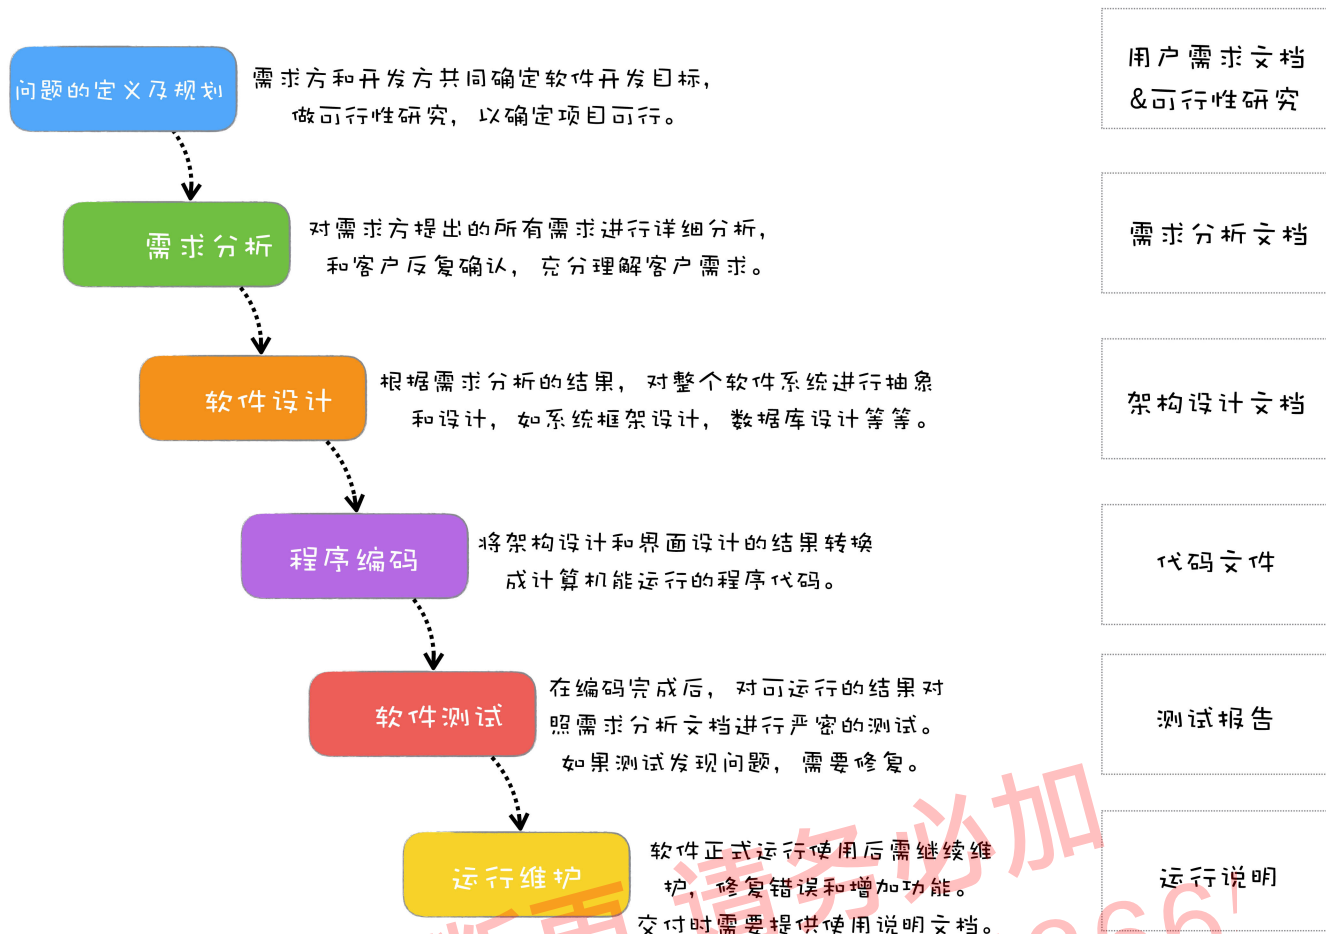 问题的定义及规划
需求方和开发方共同确定软件开发目标，
做可行性研究，以确定项目可行。
用户需求文档
&可行性研究
需求分析
对需求方提出的所有需求进行详细分析，
和客户反复确认，充分理解客户需求。
需求分析文档
软件设计
根据需求分析的结果，对整个软件系统进行抽象
和设计，如系统框架设计，数据库设计等等。
架构设计文档
程序编码
将架构设计和界面设计的结果转换
成计算机能运行的程序代码。
代码文件
软件测试
在编码完成后，对可运行的结果对
照需求分析文档进行严密的测试。
如果测试发现问题，需要修复。
测试报告
运行维护
软件正式运行使用后需继续维
护，修复错误和增加功能。
交付时需要提供使用说明文档。
运行说明
请务必加